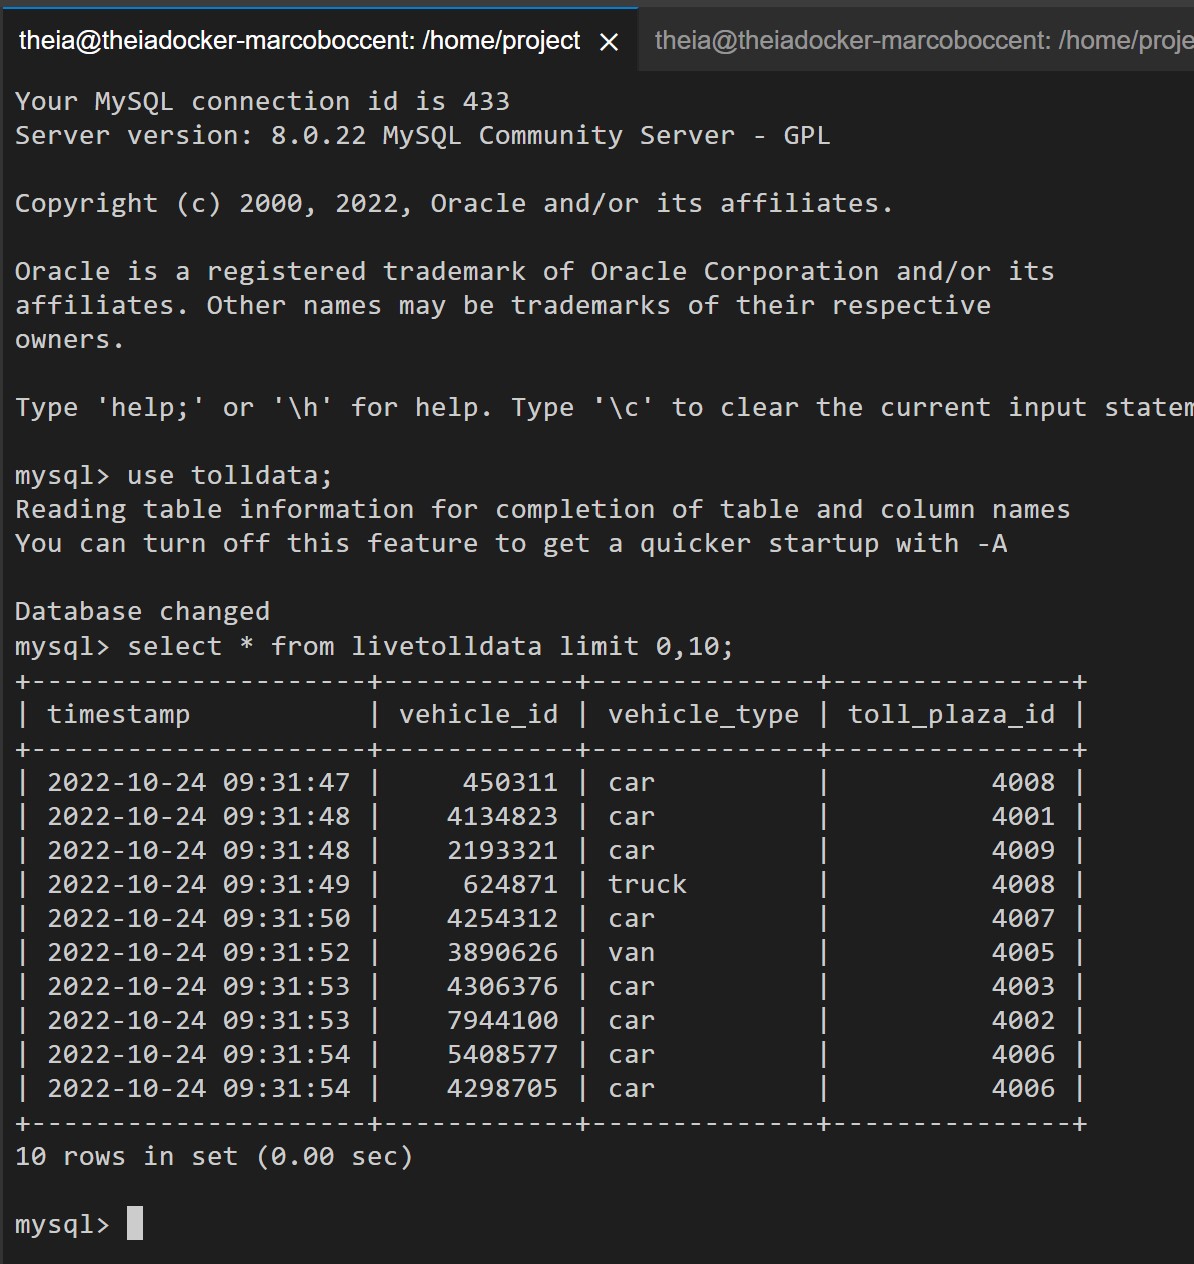 theia@theiadocker-marcoboccent: /home/project × theia@theiadocker-marcoboccent: /home/proje
Your MySQL connection id is 433
Server version: 8.0.22 MySQL Community Server - GPL
Copyright (c) 2000, 2022, Oracle and/or its affiliates.
Oracle is a registered trademark of Oracle Corporation and/or its
affiliates. Other names may be trademarks of their respective
owners.
Type 'help;' or '\h' for help. Type '\c' to clear the current input statem
mysql> use tolldata;
Reading table information for completion of table and column names
You can turn off this feature to get a quicker startup with -A
Database changed
mysql> select * from livetolldata limit 0,10;
+---------------------+------------+--------------+---------------+
| timestamp           | vehicle_id | vehicle_type | toll_plaza_id |
+---------------------+------------+--------------+---------------+
| 2022-10-24 09:31:47 |     450311 | car          |          4008 |
| 2022-10-24 09:31:48 |    4134823 | car          |          4001 |
| 2022-10-24 09:31:48 |    2193321 | car          |          4009 |
| 2022-10-24 09:31:49 |     624871 | truck        |          4008 |
| 2022-10-24 09:31:50 |    4254312 | car          |          4007 |
| 2022-10-24 09:31:52 |    3890626 | van          |          4005 |
| 2022-10-24 09:31:53 |    4306376 | car          |          4003 |
| 2022-10-24 09:31:53 |    7944100 | car          |          4002 |
| 2022-10-24 09:31:54 |    5408577 | car          |          4006 |
| 2022-10-24 09:31:54 |    4298705 | car          |          4006 |
+---------------------+------------+--------------+---------------+
10 rows in set (0.00 sec)
mysql>